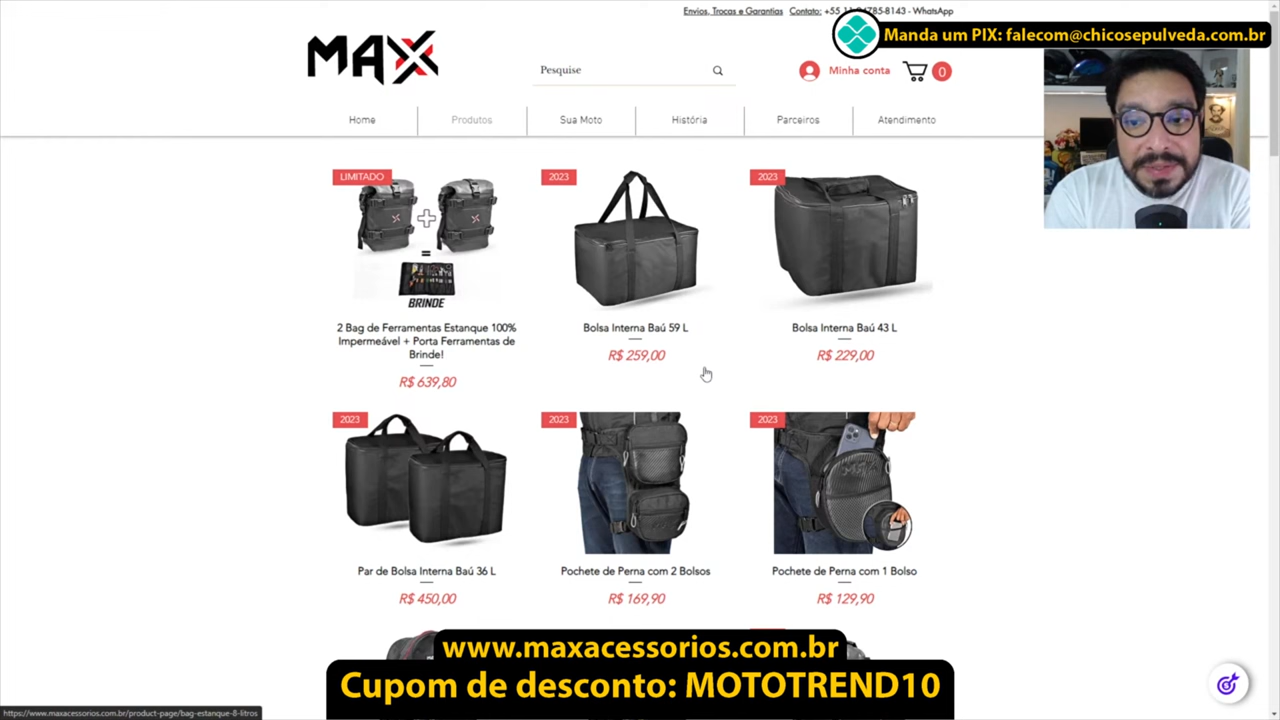 Envios, Trocas e Garantias Contato: +55 11 94785-8143 - WhatsApp
Manda um PIX: falecom@chicosepulveda.com.br
MAX
Pesquise
Minha conta
0
Home
Produtos
Sua Moto
História
Parceiros
Atendimento
LIMITADO
BRINDE
2 Bag de Ferramentas Estanque 100%
Impermeável + Porta Ferramentas de
Brinde!
R$ 639,80
2023
Bolsa Interna Baú 59 L
R$ 259,00
2023
Bolsa Interna Baú 43 L
R$ 229,00
2023
Par de Bolsa Interna Baú 36 L
R$ 450,00
2023
Pochete de Perna com 2 Bolsos
R$ 169,90
2023
Pochete de Perna com 1 Bolso
R$ 129,90
www.maxacessorios.com.br
Cupom de desconto: MOTOTREND10
https://www.maxacessorios.com.br/product-page/bag-estanque-8-litros